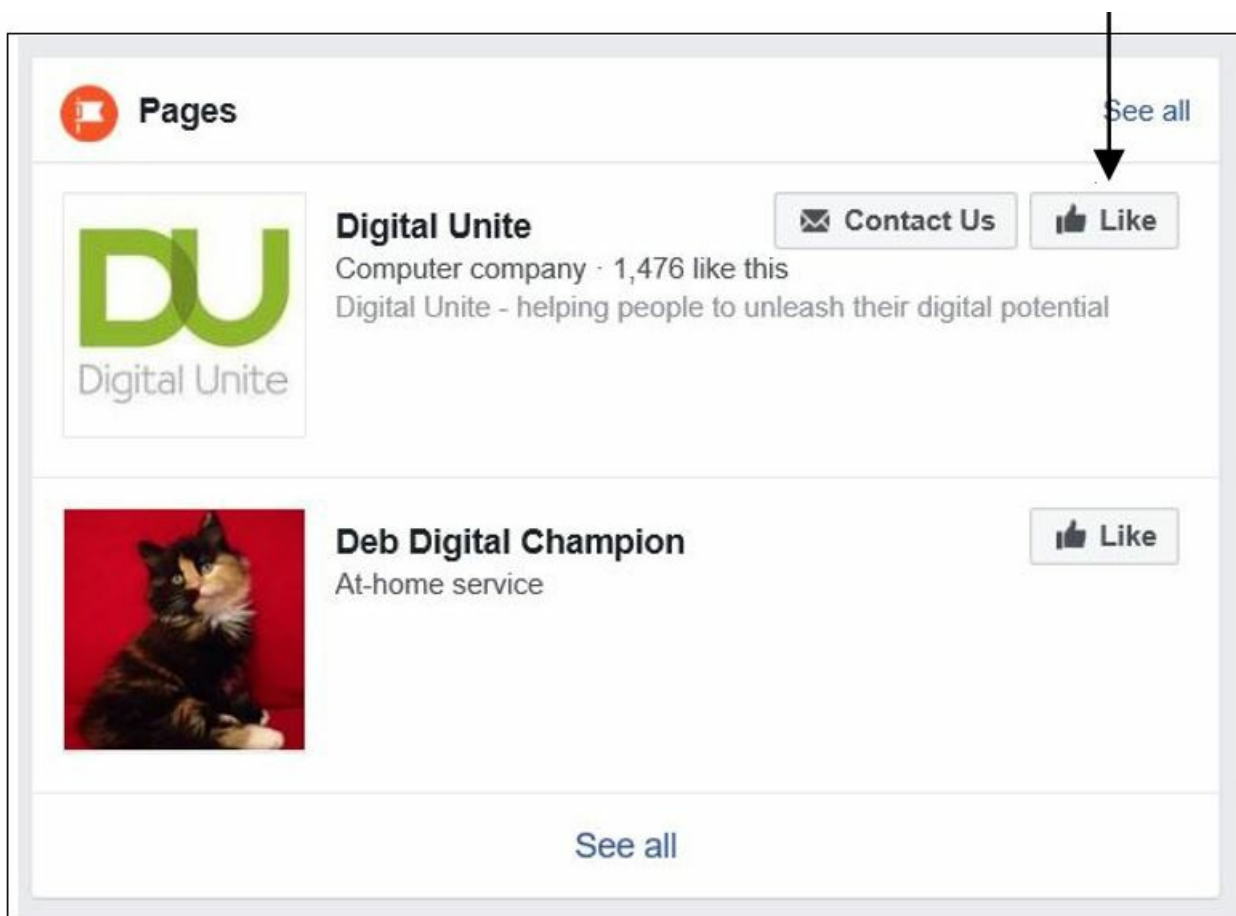 Pages
See all
DU
Digital Unite
Digital Unite
Contact Us
Like
Computer company · 1,476 like this
Digital Unite - helping people to unleash their digital potential
Deb Digital Champion
Like
At-home service
See all